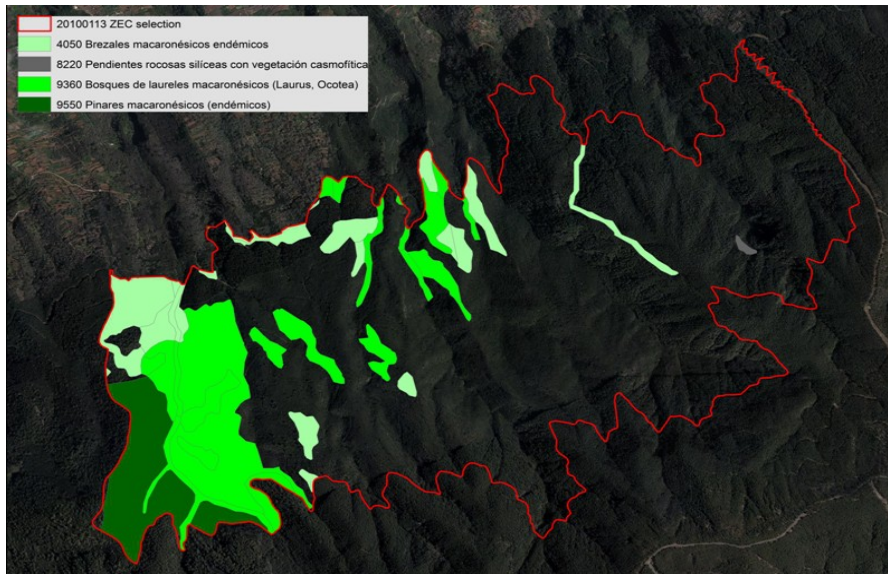 20100113 ZEC selection
4050 Brezales macaronésicos endémicos
8220 Pendientes rocosas silíceas con vegetación casmofítica
9360 Bosques de laureles macaronésicos (Laurus, Ocotea)
9550 Pinares macaronésicos (endémicos)